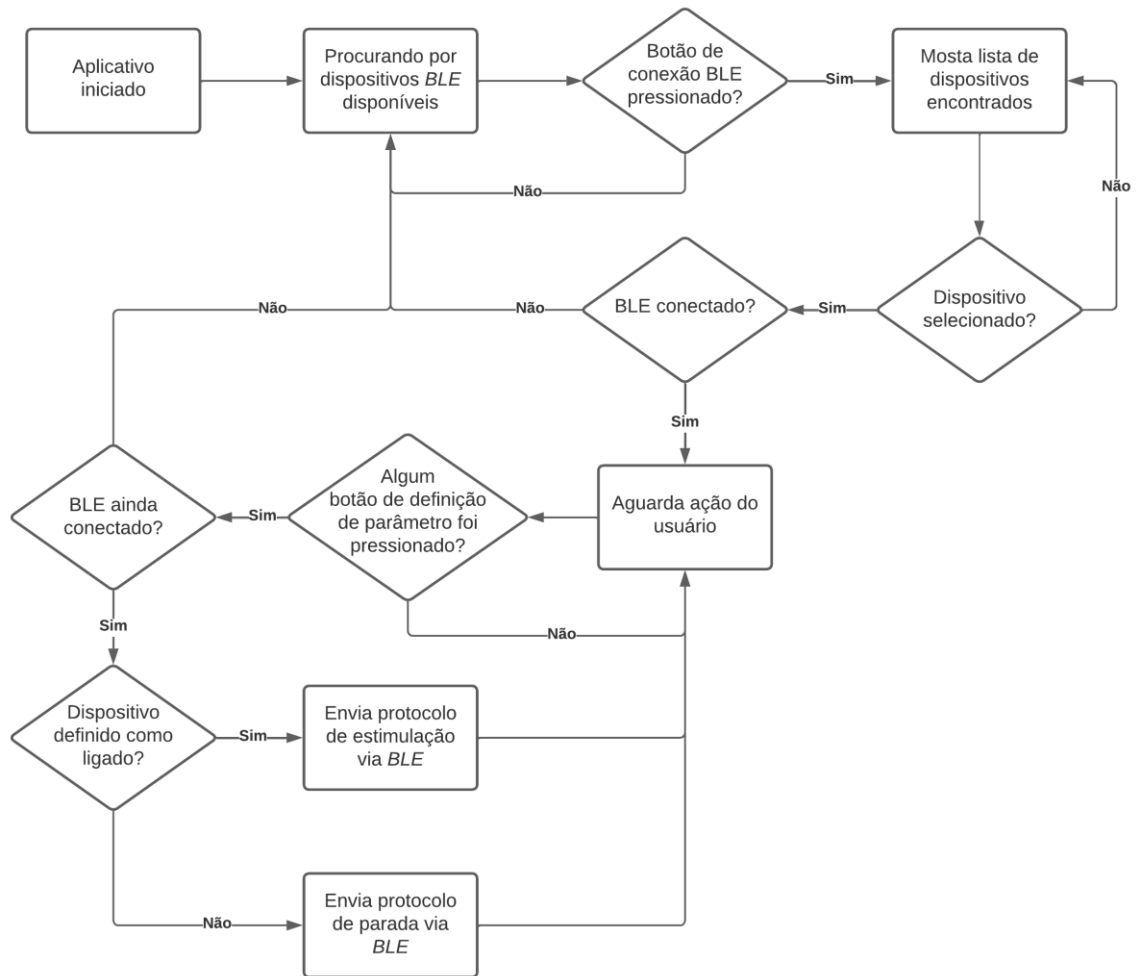 Aplicativo
iniciado
Procurando por
dispositivos BLE
disponíveis
Botão de
conexão BLE
pressionado?
Sim
Mosta lista de
dispositivos
encontrados
Não
Não
Dispositivo
selecionado?
Sim
BLE conectado?
Não
Não
Sim
Aguarda ação do
usuário
Algum
botão de definição
de parâmetro foi
pressionado?
Sim
Não
BLE ainda
conectado?
Sim
Dispositivo
definido como
ligado?
Sim
Envia protocolo
de estimulação
via BLE
Não
Envia protocolo
de parada via
BLE